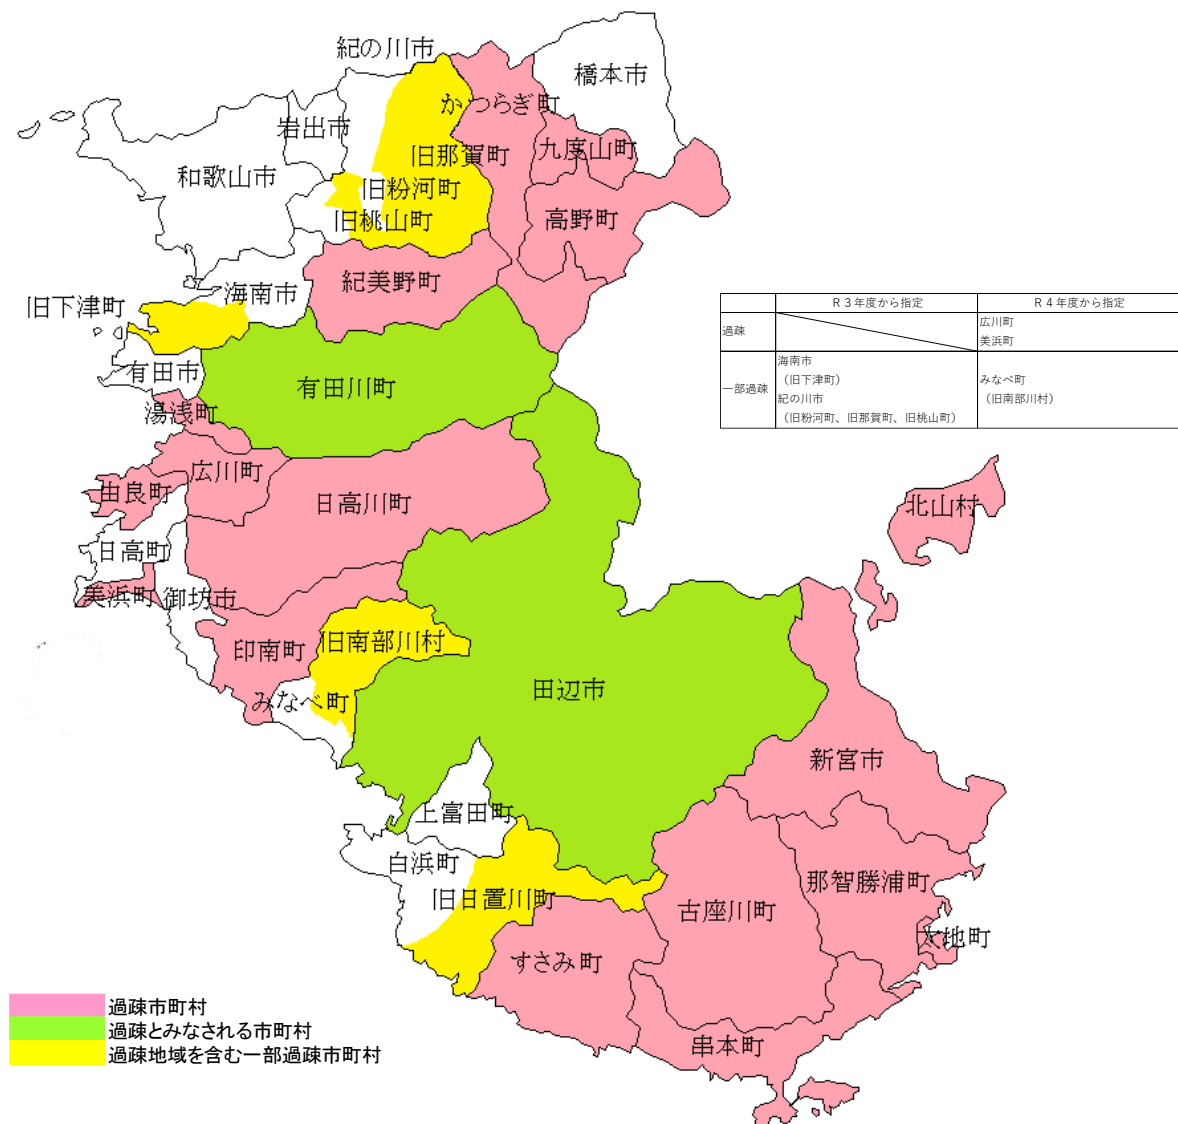 紀の川市
橋本市
かつらぎ町
岩出市
九度山町
旧那賀町
和歌山市
旧粉河町
旧桃山町
高野町
紀美野町
海南市
旧下津町
R3年度から指定
R4年度から指定
過疎
広川町
美浜町
一部過疎
海南市
（旧下津町）
紀の川市
（旧粉河町、旧那賀町、旧桃山町）
みなべ町
（旧南部川村）
有田市
有田川町
湯浅町
広川町
由良町
日高川町
北山村
日高町
美浜町
御坊市
印南町
旧南部川村
みなべ町
田辺市
新宮市
上富田町
白浜町
旧日置川町
那智勝浦町
古座川町
太地町
すさみ町
串本町
過疎市町村
過疎とみなされる市町村
過疎地域を含む一部過疎市町村